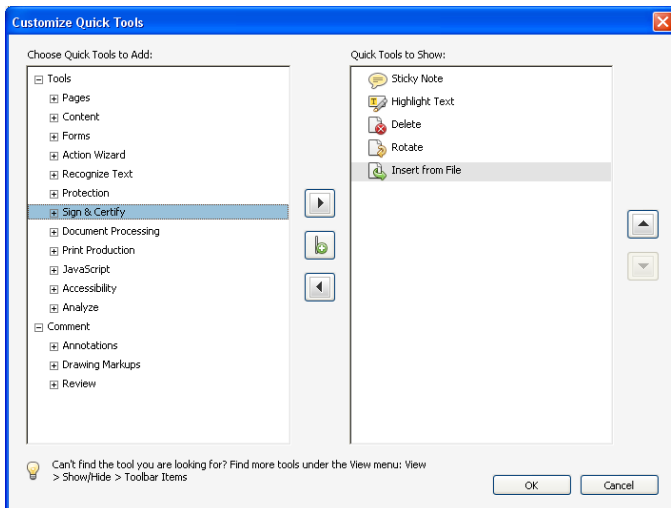 Customize Quick Tools
Choose Quick Tools to Add:
Tools
Pages
Content
Forms
Action Wizard
Recognize Text
Protection
Sign & Certify
Document Processing
Print Production
JavaScript
Accessibility
Analyze
Comment
Annotations
Drawing Markups
Review
Quick Tools to Show:
Sticky Note
Highlight Text
Delete
Rotate
Insert from File
Can't find the tool you are looking for? Find more tools under the View menu: View
> Show/Hide > Toolbar Items
OK
Cancel